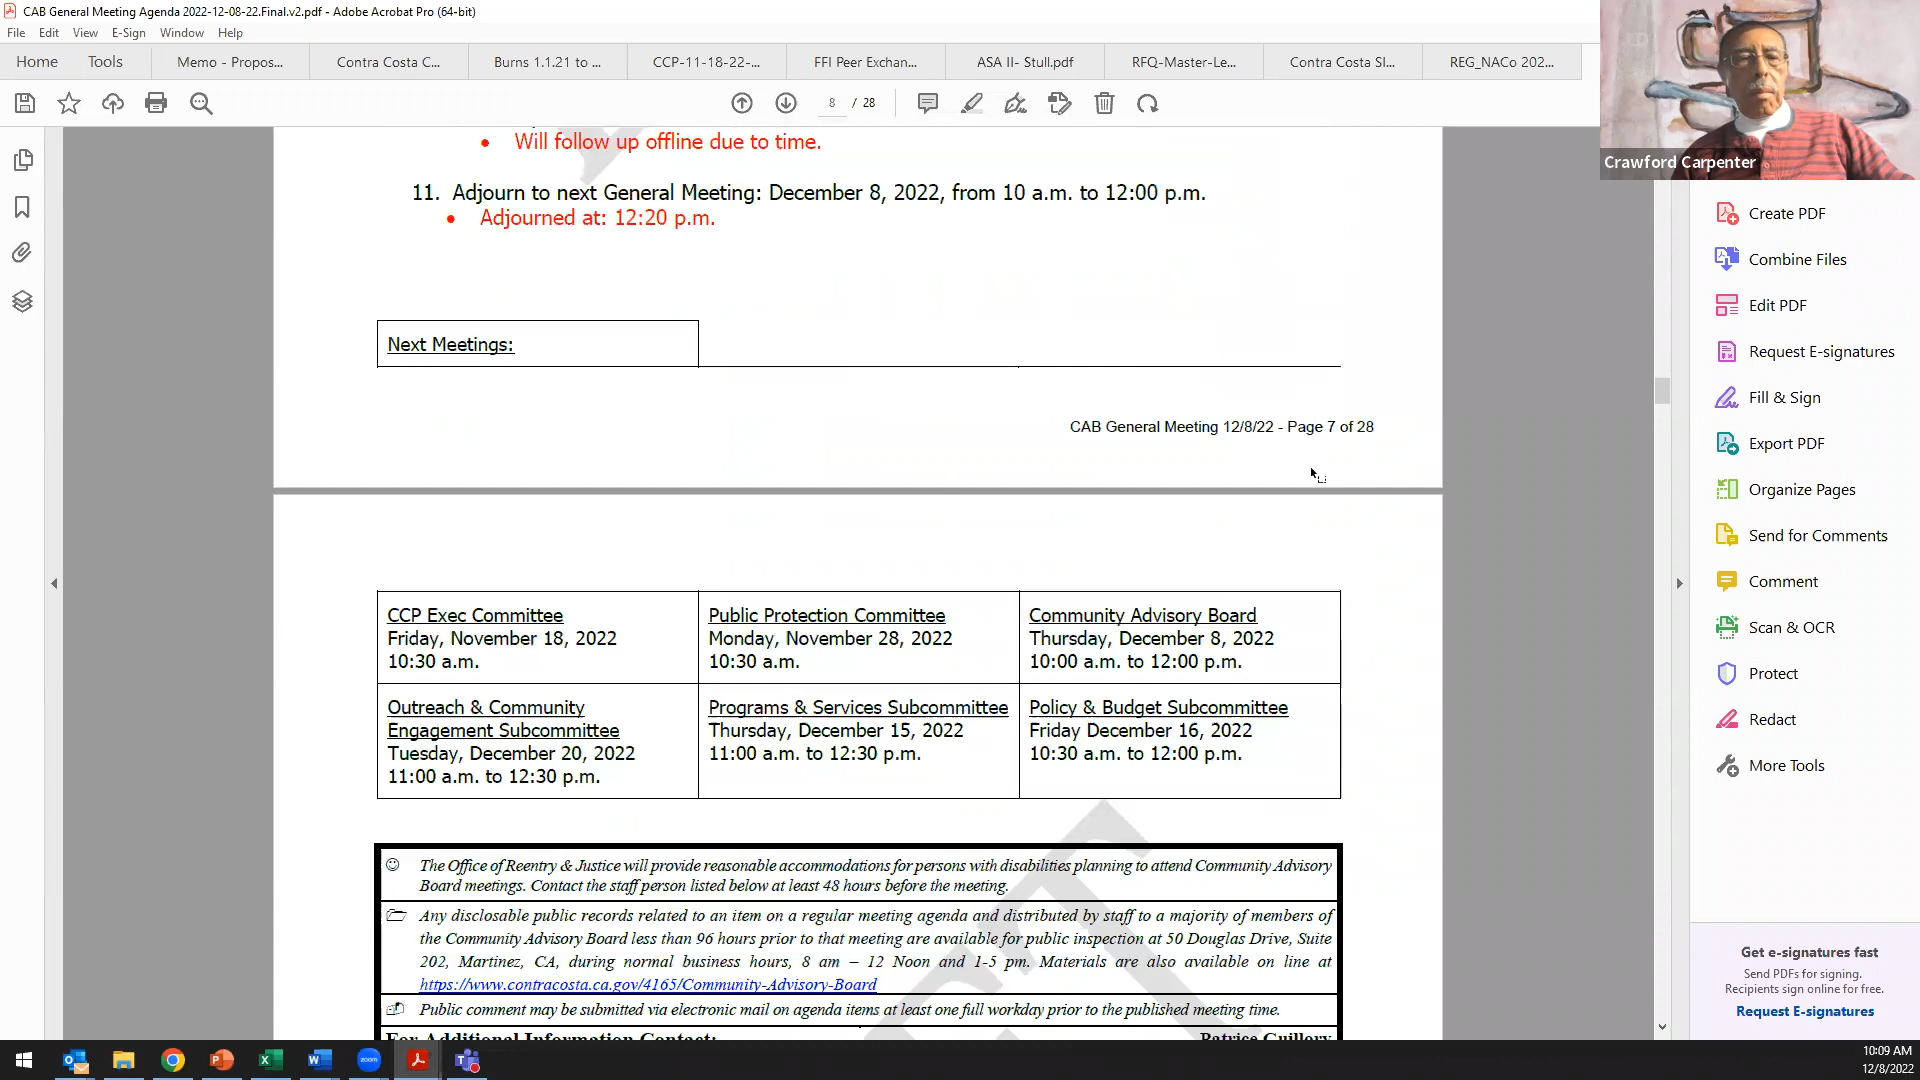 CAB General Meeting Agenda 2022-12-08-22.Final.v2.pdf - Adobe Acrobat Pro (64-bit)
File Edit View E-Sign Window Help
Home Tools Memo - Propos... Contra Costa C... Burns 1.1.21 to ... CCP-11-18-22-... FFI Peer Exchan... ASA II- Stull.pdf RFQ-Master-Le... Contra Costa SI... REG_NACo 202...
8 / 28
Crawford Carpenter
• Will follow up offline due to time.
11. Adjourn to next General Meeting: December 8, 2022, from 10 a.m. to 12:00 p.m.
• Adjourned at: 12:20 p.m.
Next Meetings:
CAB General Meeting 12/8/22 - Page 7 of 28
CCP Exec Committee
Friday, November 18, 2022
10:30 a.m.
Public Protection Committee
Monday, November 28, 2022
10:30 a.m.
Community Advisory Board
Thursday, December 8, 2022
10:00 a.m. to 12:00 p.m.
Outreach & Community
Engagement Subcommittee
Tuesday, December 20, 2022
11:00 a.m. to 12:30 p.m.
Programs & Services Subcommittee
Thursday, December 15, 2022
11:00 a.m. to 12:30 p.m.
Policy & Budget Subcommittee
Friday December 16, 2022
10:30 a.m. to 12:00 p.m.
The Office of Reentry & Justice will provide reasonable accommodations for persons with disabilities planning to attend Community Advisory
Board meetings. Contact the staff person listed below at least 48 hours before the meeting.
Any disclosable public records related to an item on a regular meeting agenda and distributed by staff to a majority of members of
the Community Advisory Board less than 96 hours prior to that meeting are available for public inspection at 50 Douglas Drive, Suite
202, Martinez, CA, during normal business hours, 8 am – 12 Noon and 1-5 pm. Materials are also available on line at
https://www.contracosta.ca.gov/4165/Community-Advisory-Board
Public comment may be submitted via electronic mail on agenda items at least one full workday prior to the published meeting time.
For Additional Information Contact: Patrice Guillory
Create PDF
Combine Files
Edit PDF
Request E-signatures
Fill & Sign
Export PDF
Organize Pages
Send for Comments
Comment
Scan & OCR
Protect
Redact
More Tools
Get e-signatures fast
Send PDFs for signing.
Recipients sign online for free.
Request E-signatures
zoom
10:09 AM
12/8/2022